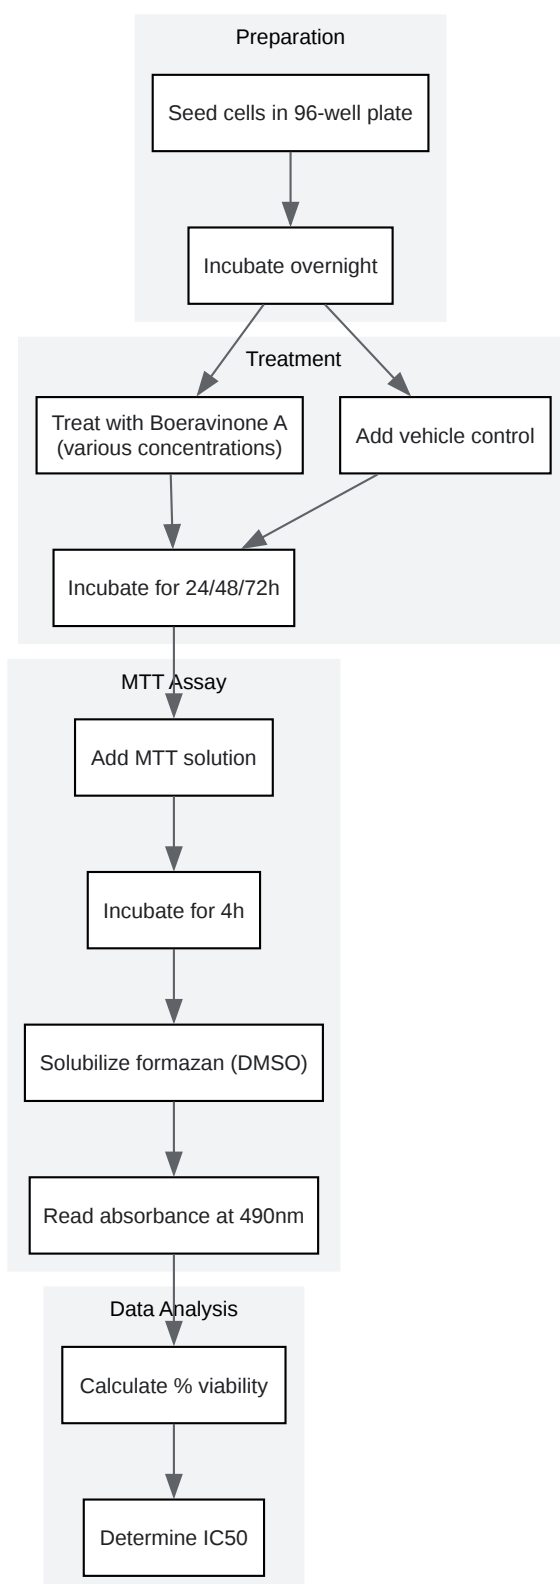 Preparation
Seed cells in 96-well plate
Incubate overnight
Treatment
Treat with Boeravinone A
(various concentrations)
Add vehicle control
Incubate for 24/48/72h
MTT Assay
Add MTT solution
Incubate for 4h
Solubilize formazan (DMSO)
Read absorbance at 490nm
Data Analysis
Calculate % viability
Determine IC50